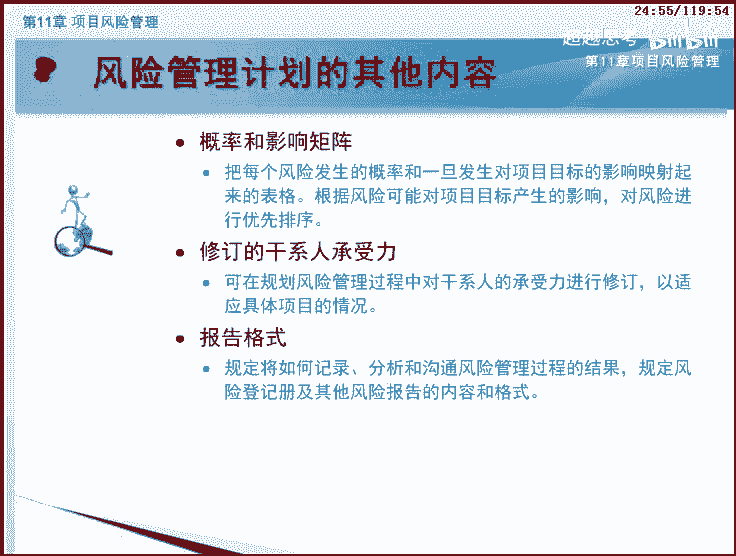 24:55/119:54
第11章 项目风险管理
超越思考 bilibili
第11章项目风险管理
风险管理计划的其他内容
• 概率和影响矩阵
• 把每个风险发生的概率和一旦发生对项目目标的影响映射起
来的表格。根据风险可能对项目目标产生的影响，对风险进
行优先排序。
• 修订的干系人承受力
• 可在规划风险管理过程中对干系人的承受力进行修订，以适
应具体项目的情况。
• 报告格式
• 规定将如何记录、分析和沟通风险管理过程的结果，规定风
险登记册及其他风险报告的内容和格式。